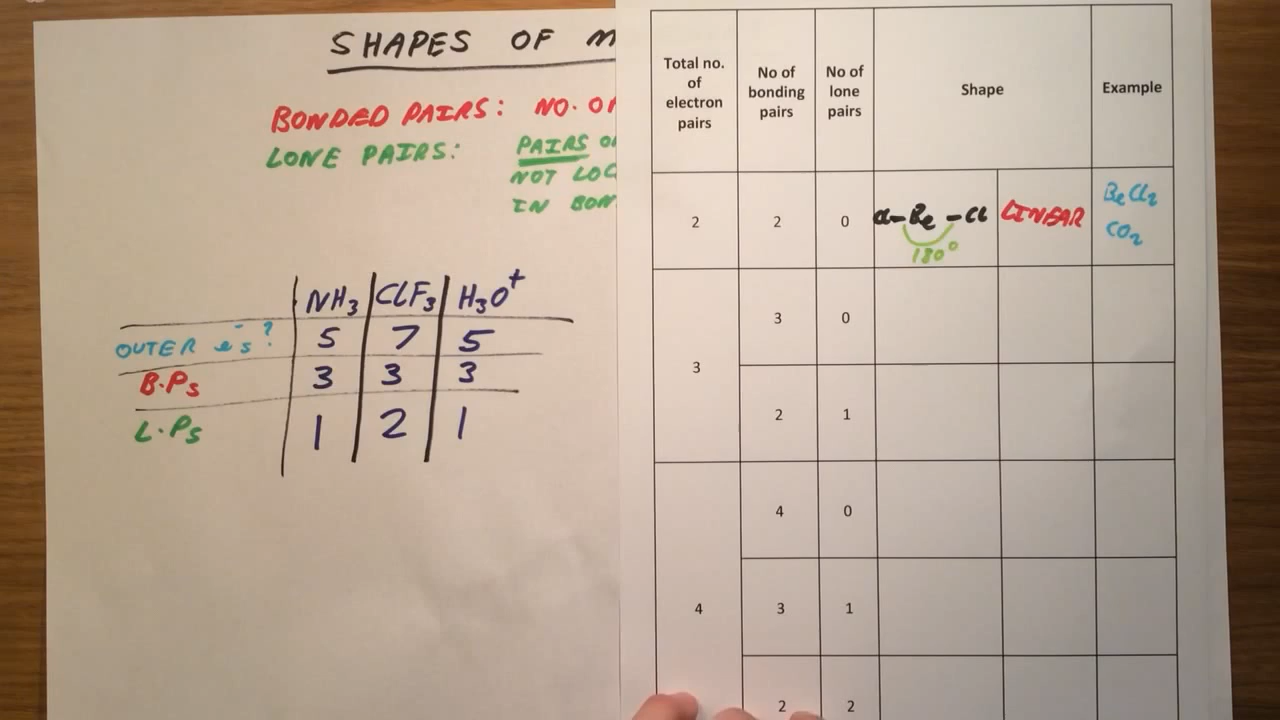 SHAPES OF M
BONDED PAIRS: NO. OF
LONE PAIRS: PAIRS O
NOT LOC
IN BON
NH3 ClF3 H3O+
OUTER e-s? 5 7 5
B.Ps 3 3 3
L.Ps 1 2 1
Total no. of electron pairs No of bonding pairs No of lone pairs Shape Example
2 2 0 Cl-Be-Cl LINEAR BeCl2
180° CO2
3 0
3
2 1
4 0
4 3 1
2 2